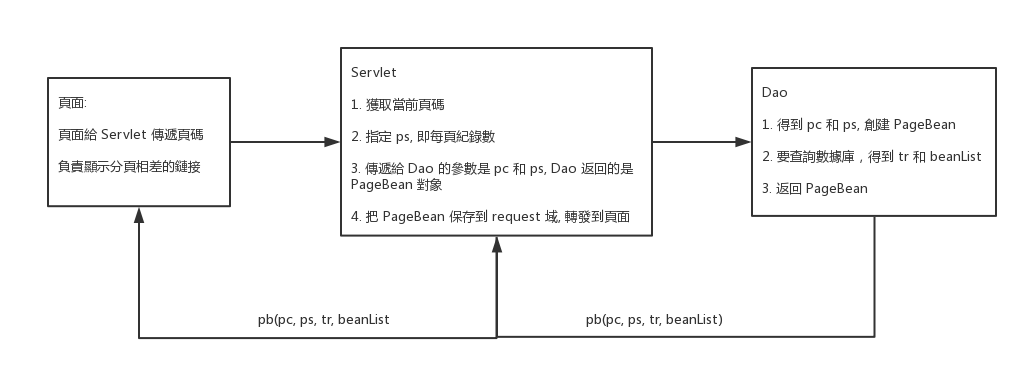 頁面:
頁面給 Servlet 傳遞頁碼
負責顯示分頁相差的鏈接
Servlet
1. 獲取當前頁碼
2. 指定 ps, 即每頁紀錄數
3. 傳遞給 Dao 的參數是 pc 和 ps, Dao 返回的是
PageBean 對象
4. 把 PageBean 保存到 request 域, 轉發到頁面
Dao
1. 得到 pc 和 ps, 創建 PageBean
2. 要查詢數據庫，得到 tr 和 beanList
3. 返回 PageBean
pb(pc, ps, tr, beanList
pb(pc, ps, tr, beanList)